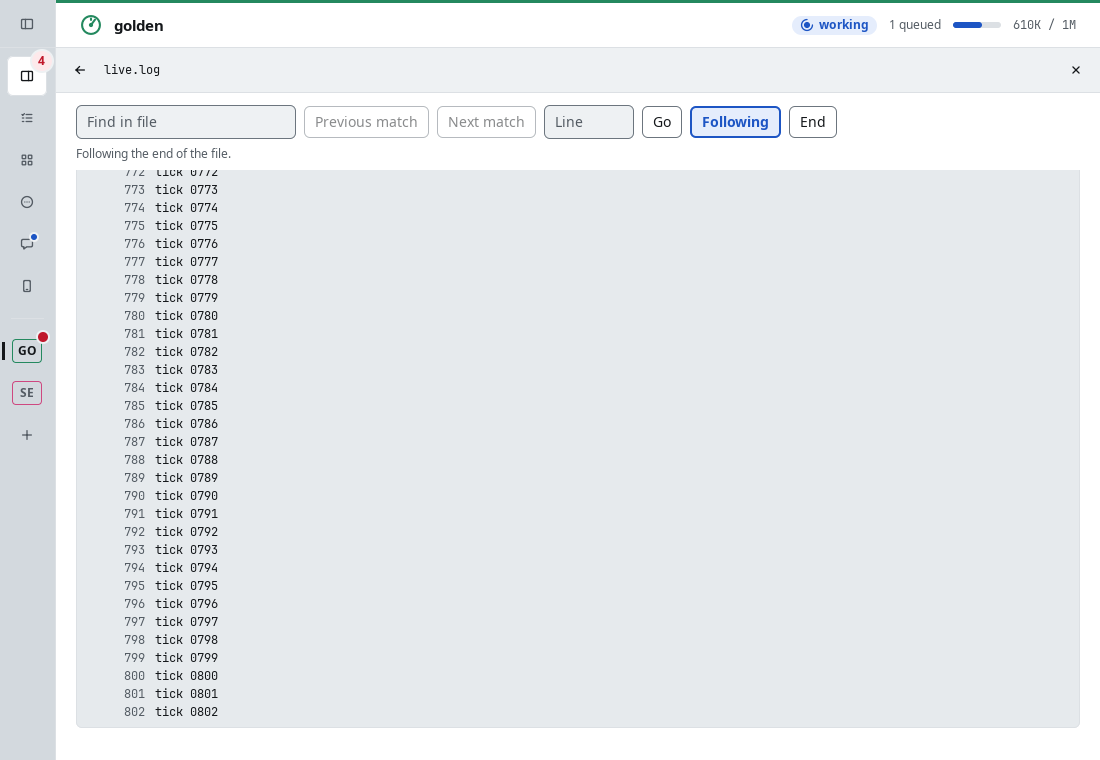 golden
working
1 queued
610K / 1M
4
live.log
Find in file
Previous match
Next match
Line
Go
Following
End
Following the end of the file.
772 tick 0772
773 tick 0773
774 tick 0774
775 tick 0775
776 tick 0776
777 tick 0777
778 tick 0778
779 tick 0779
780 tick 0780
781 tick 0781
782 tick 0782
783 tick 0783
784 tick 0784
785 tick 0785
786 tick 0786
787 tick 0787
788 tick 0788
789 tick 0789
790 tick 0790
791 tick 0791
792 tick 0792
793 tick 0793
794 tick 0794
795 tick 0795
796 tick 0796
797 tick 0797
798 tick 0798
799 tick 0799
800 tick 0800
801 tick 0801
802 tick 0802
GO
SE